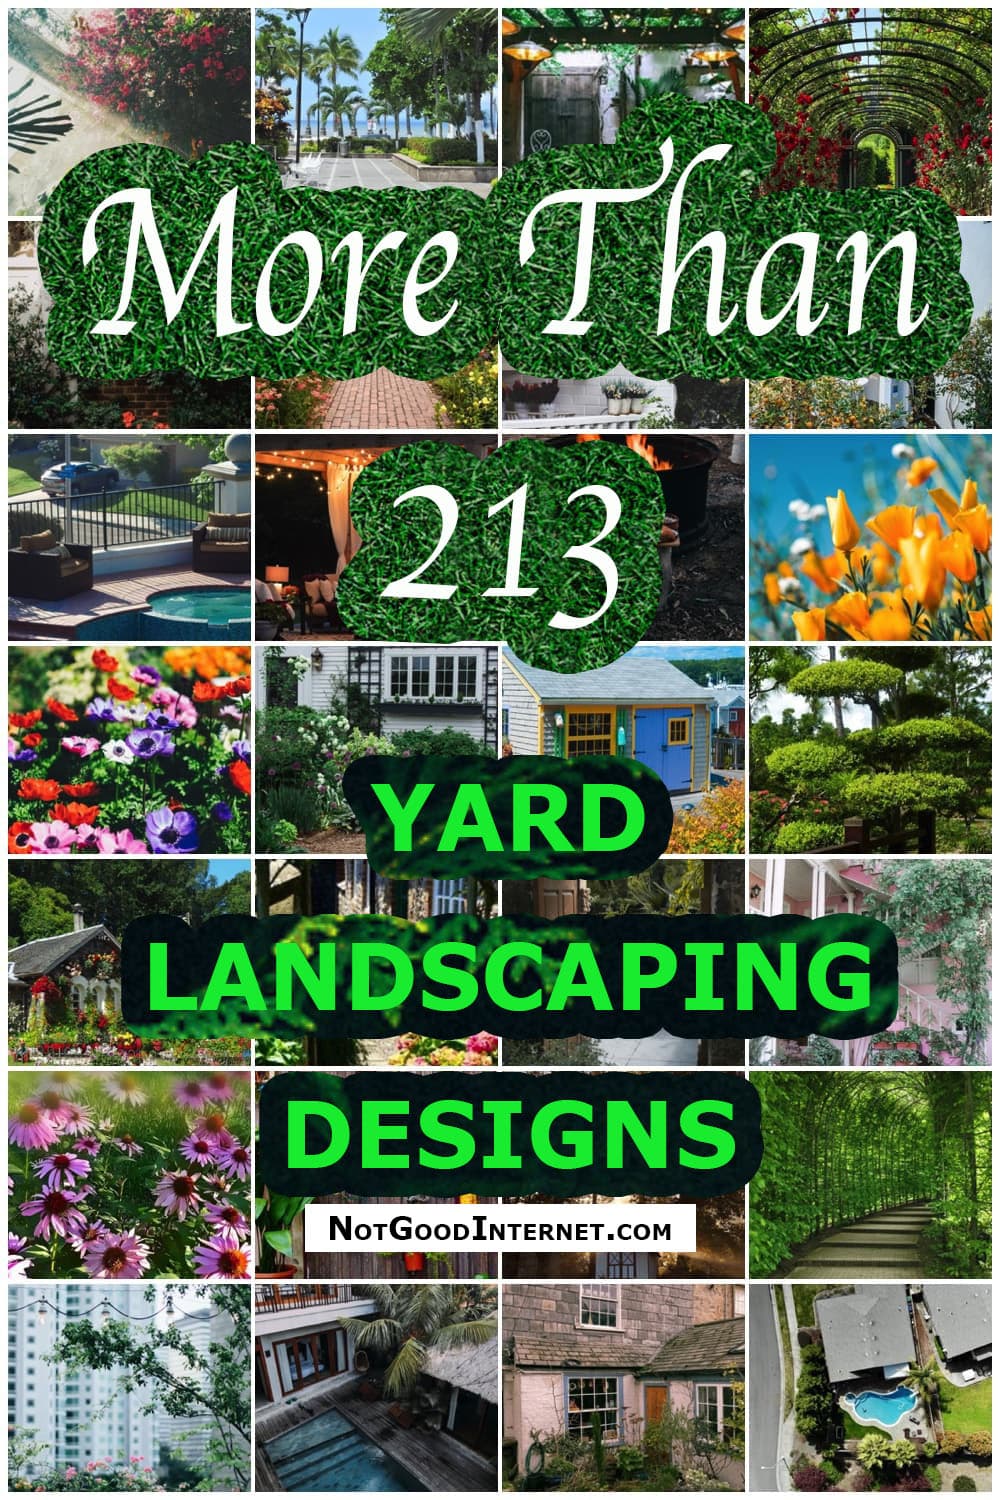 More Than
213
YARD
LANDSCAPING
DESIGNS
NotGoodInternet.com